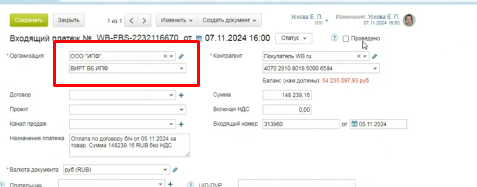 Сохранить Закрыть 1 из 1 Изменить Создать документ Ускова Е. П. Изменения: Ускова Е. П.
07.11.2024 16:00
Входящий платеж № WB-EBS-2232116670 от 07.11.2024 16:00 Статус Проведено
* Организация ООО "ИПФ" * Контрагент Покупатель WB.ru
ВИРТ ВБ ИПФ 4070 2810 8018 5000 6584
Баланс (нам должны): 54 235 097,93 руб
Договор Сумма 148 239,16
Проект Включая НДС 0,00
Канал продаж Входящий номер 313960 от 05.11.2024
Назначение платежа Оплата по договору б/н от 05.11.2024 за
товар. Сумма 148239.16 RUB без НДС
* Валюта документа руб (RUB)
Плательщик UID-ПУР